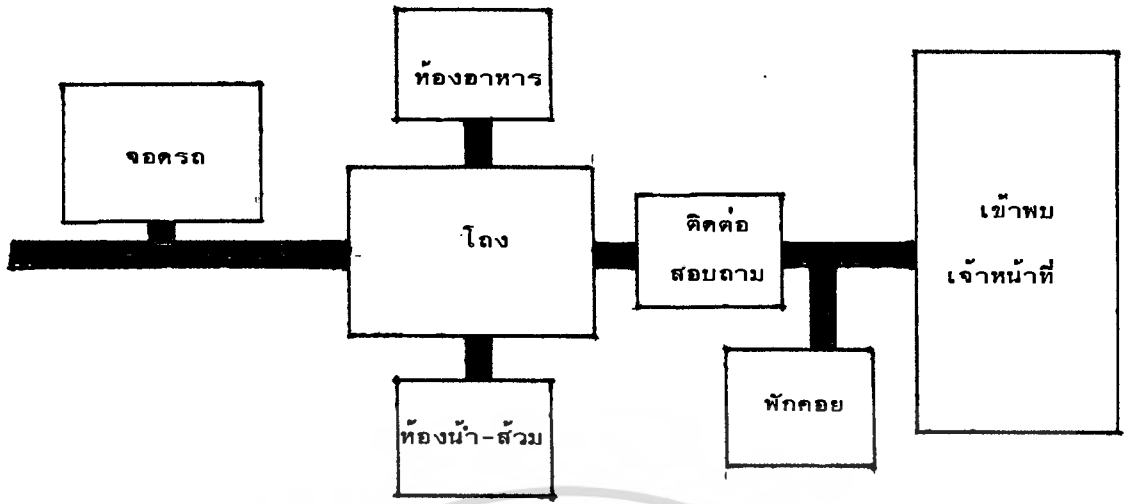 ห้องอาหาร
จอดรถ
โถง
ติดต่อ
สอบถาม
เข้าพบ
เจ้าหน้าที่
พักคอย
ห้องน้ำ-ส้วม